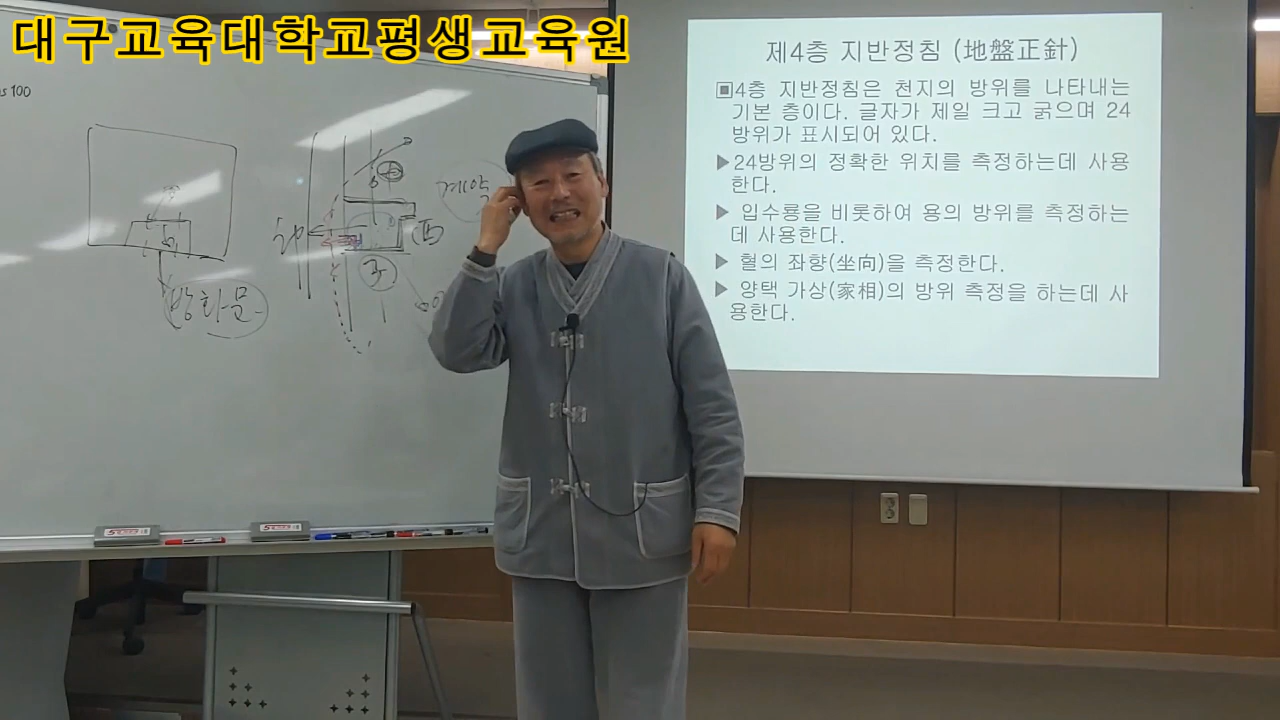 대구교육대학교평생교육원
제4층 지반정침 (地盤正針)
▣4층 지반정침은 천지의 방위를 나타내는
기본 층이다. 글자가 제일 크고 굵으며 24
방위가 표시되어 있다.
▶24방위의 정확한 위치를 측정하는데 사용
한다.
▶ 입수룡을 비롯하여 용의 방위를 측정하는
데 사용한다.
▶ 혈의 좌향(坐向)을 측정한다.
▶ 양택 가상(家相)의 방위 측정을 하는데 사
용한다.
100
계약
방화문